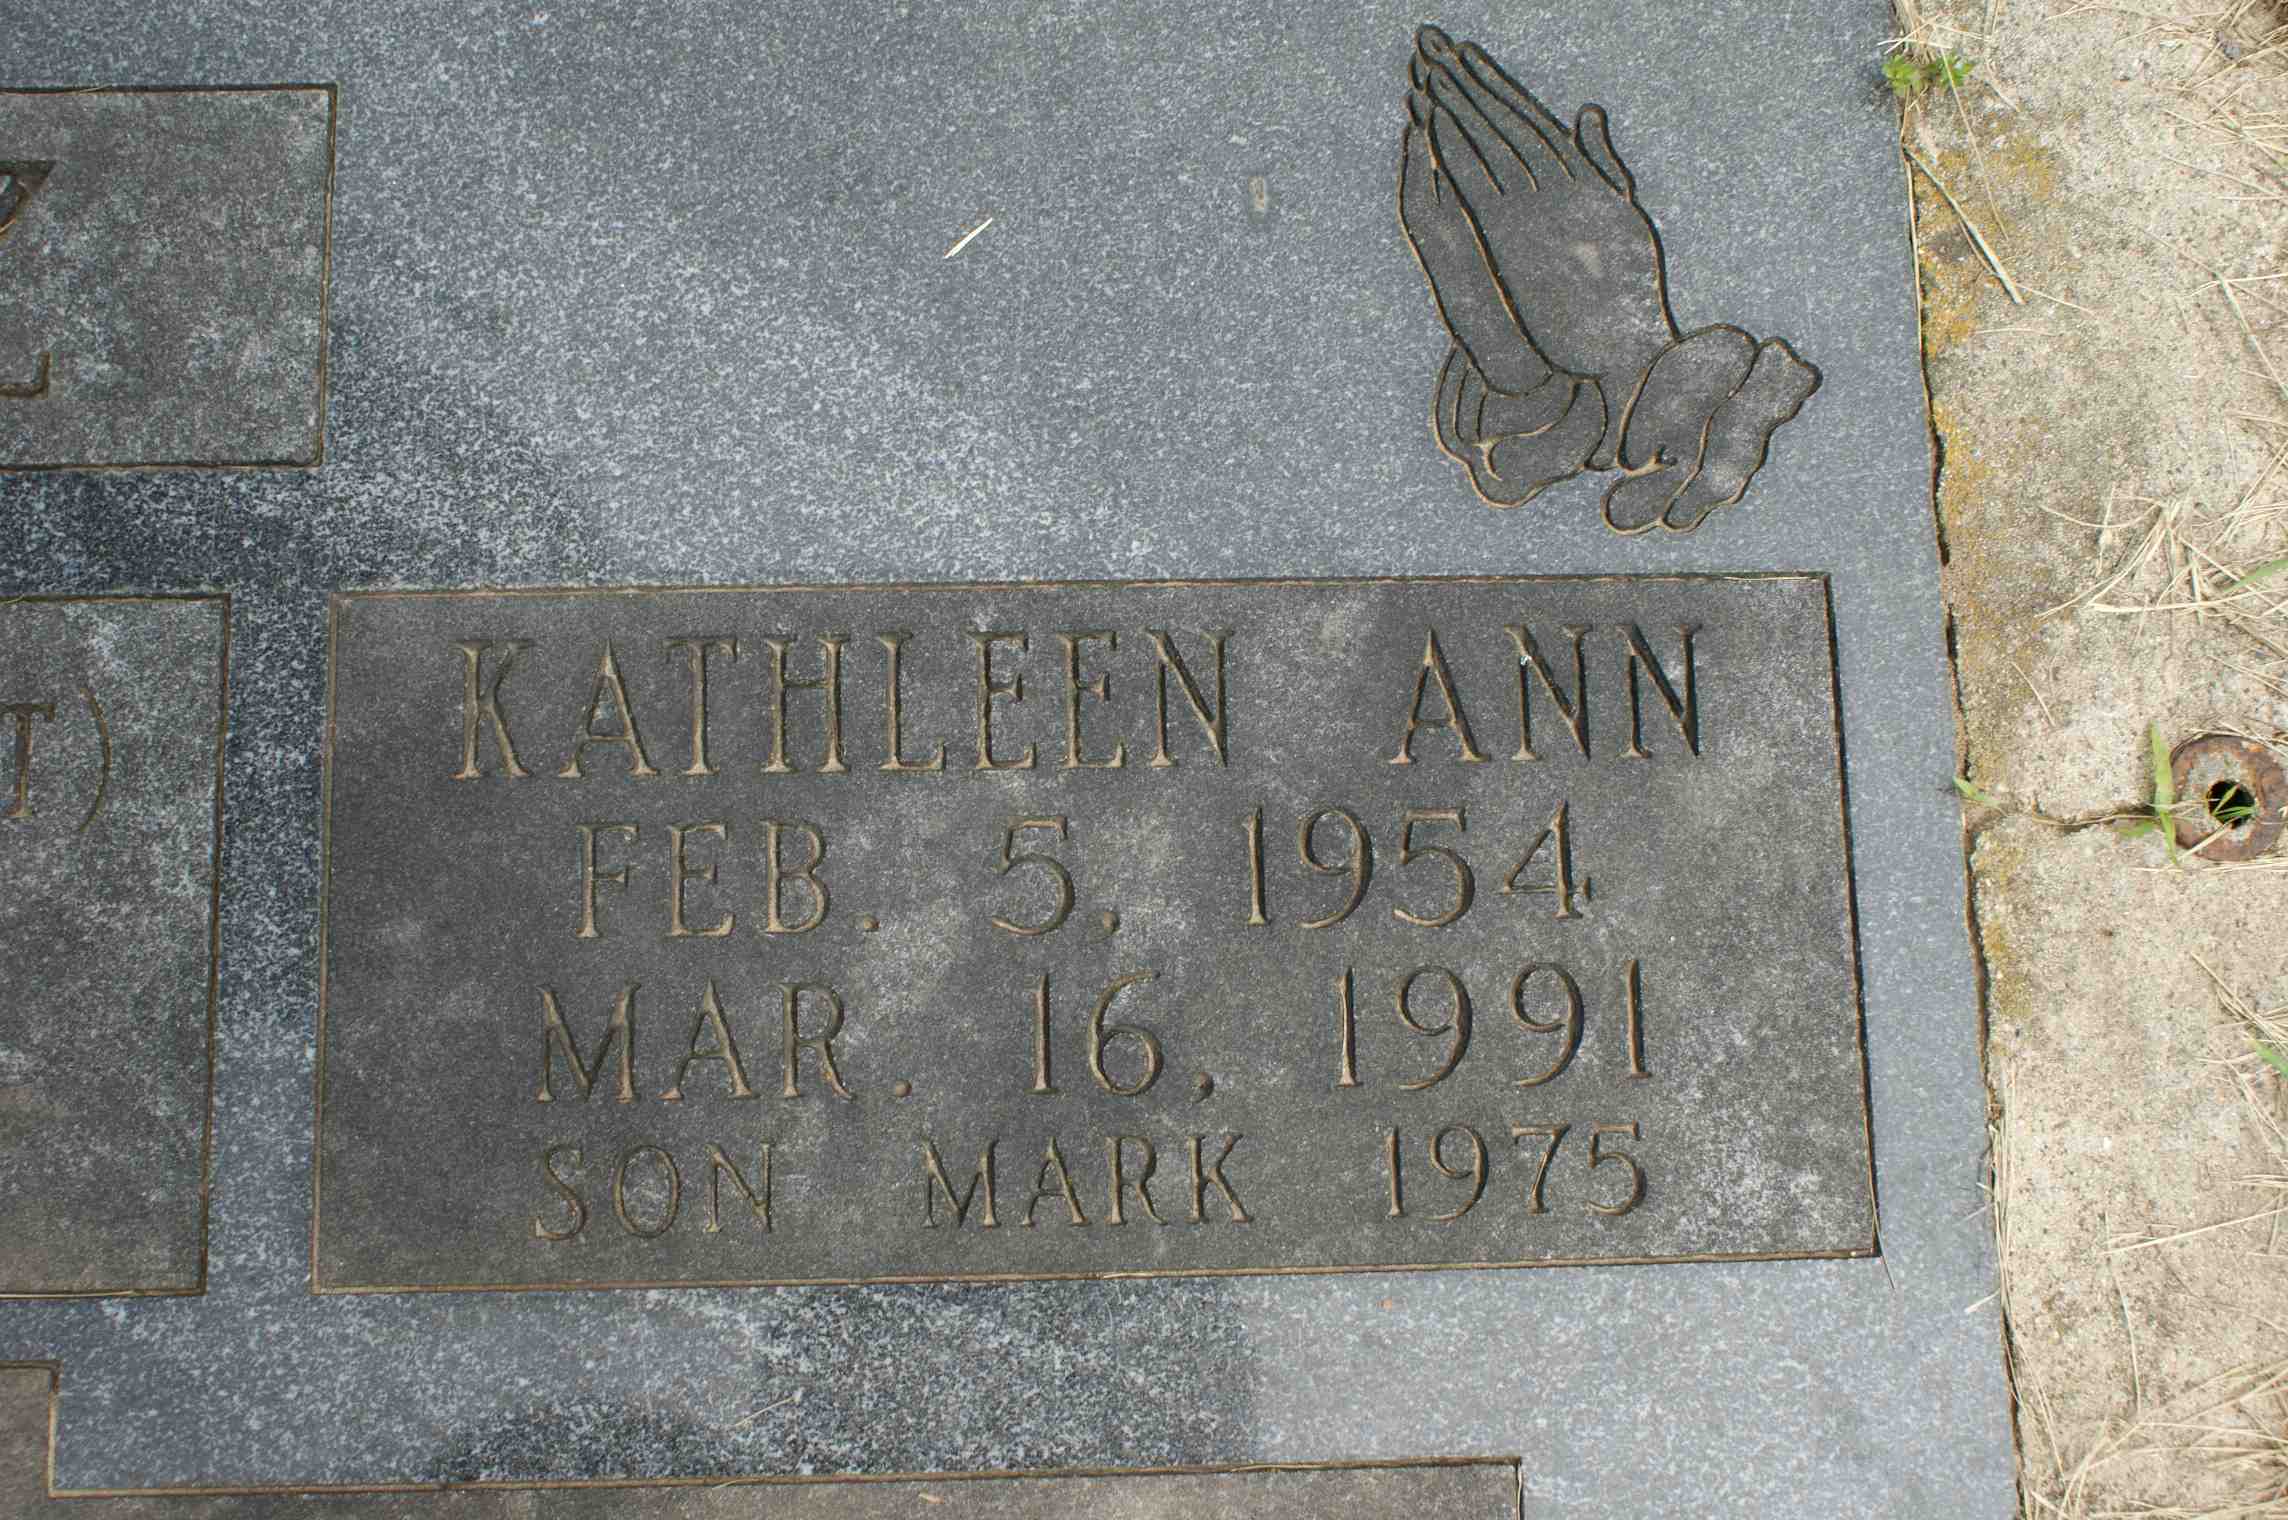 KATHLEEN ANN
FEB. 5, 1954
MAR. 16, 1991
SON MARK 1975